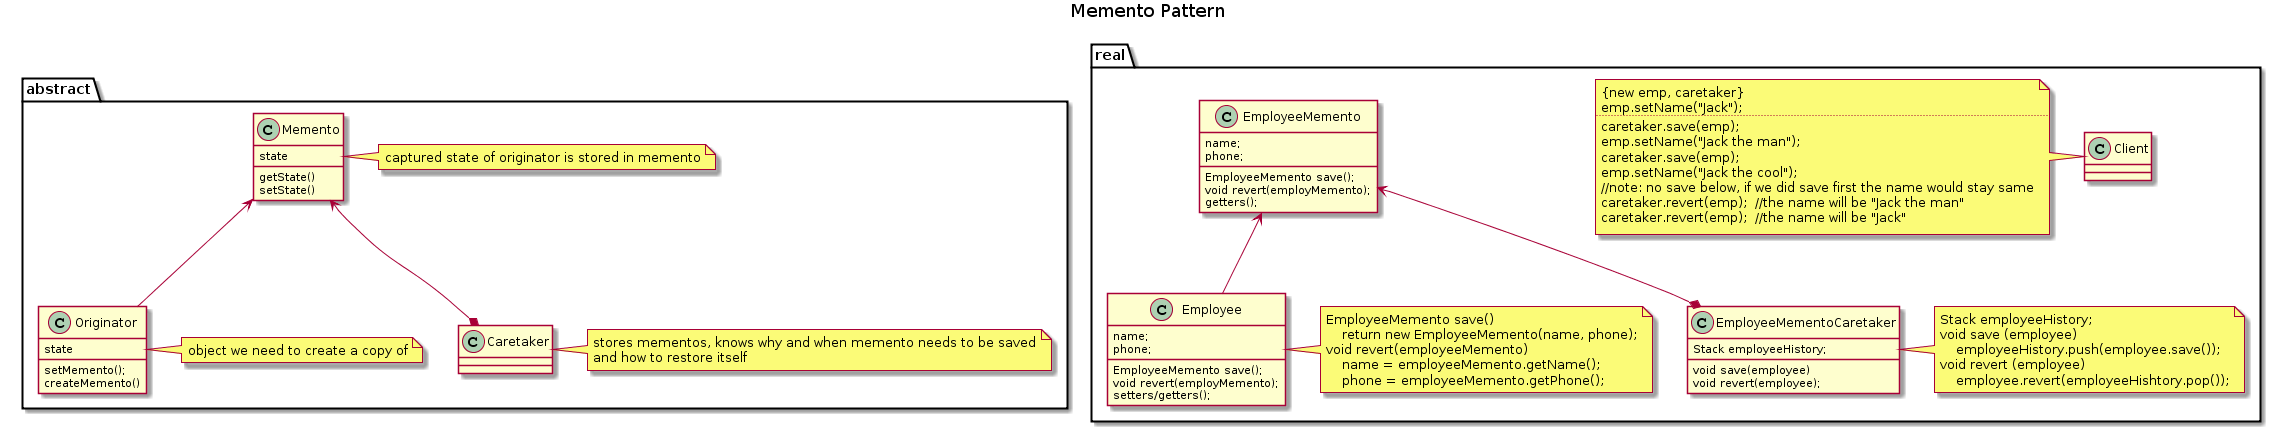 Memento Pattern
abstract
C Memento
state
getState()
setState()
captured state of originator is stored in memento
C Originator
state
setMemento();
createMemento()
object we need to create a copy of
C Caretaker
stores mementos, knows why and when memento needs to be saved
and how to restore itself
real
C EmployeeMemento
name;
phone;
EmployeeMemento save();
void revert(employMemento);
getters();
{new emp, caretaker}
emp.setName("Jack");
caretaker.save(emp);
emp.setName("Jack the man");
caretaker.save(emp);
emp.setName("Jack the cool");
//note: no save below, if we did save first the name would stay same
caretaker.revert(emp);  //the name will be "Jack the man"
caretaker.revert(emp);  //the name will be "Jack"
C Client
C Employee
name;
phone;
EmployeeMemento save();
void revert(employMemento);
setters/getters();
EmployeeMemento save()
    return new EmployeeMemento(name, phone);
void revert(employeeMemento)
    name = employeeMemento.getName();
    phone = employeeMemento.getPhone();
C EmployeeMementoCaretaker
Stack employeeHistory;
void save(employee)
void revert(employee);
Stack employeeHistory;
void save (employee)
    employeeHistory.push(employee.save());
void revert (employee)
    employee.revert(employeeHishtory.pop());